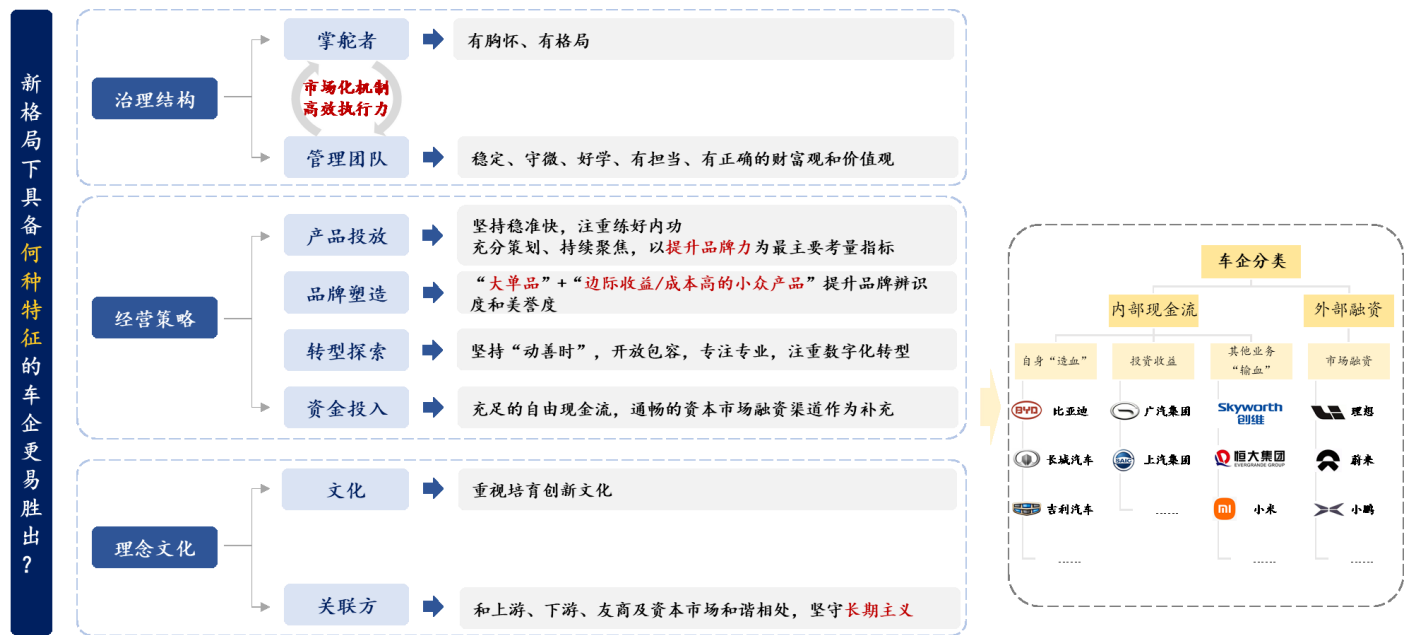 新格局下具备何种特征的车企更易胜出？
治理结构
掌舵者
有胸怀、有格局
市场化机制
高效执行力
管理团队
稳定、守微、好学、有担当、有正确的财富观和价值观
经营策略
产品投放
坚持稳准快，注重练好内功
充分策划、持续聚焦，以提升品牌力为最主要考量指标
品牌塑造
“大单品”+“边际收益/成本高的小众产品”提升品牌辨识
度和美誉度
转型探索
坚持“动善时”，开放包容，专注专业，注重数字化转型
资金投入
充足的自由现金流，通畅的资本市场融资渠道作为补充
理念文化
文化
重视培育创新文化
关联方
和上游、下游、友商及资本市场和谐相处，坚守长期主义
车企分类
内部现金流
外部融资
自身“造血”
投资收益
其他业务
“输血”
市场融资
BYD
比亚迪
广汽集团
Skyworth
创维
理想
长城汽车
SAIC
上汽集团
恒大集团
EVERGRANDE GROUP
蔚来
吉利汽车
……
mi
小米
小鹏
……
……
……